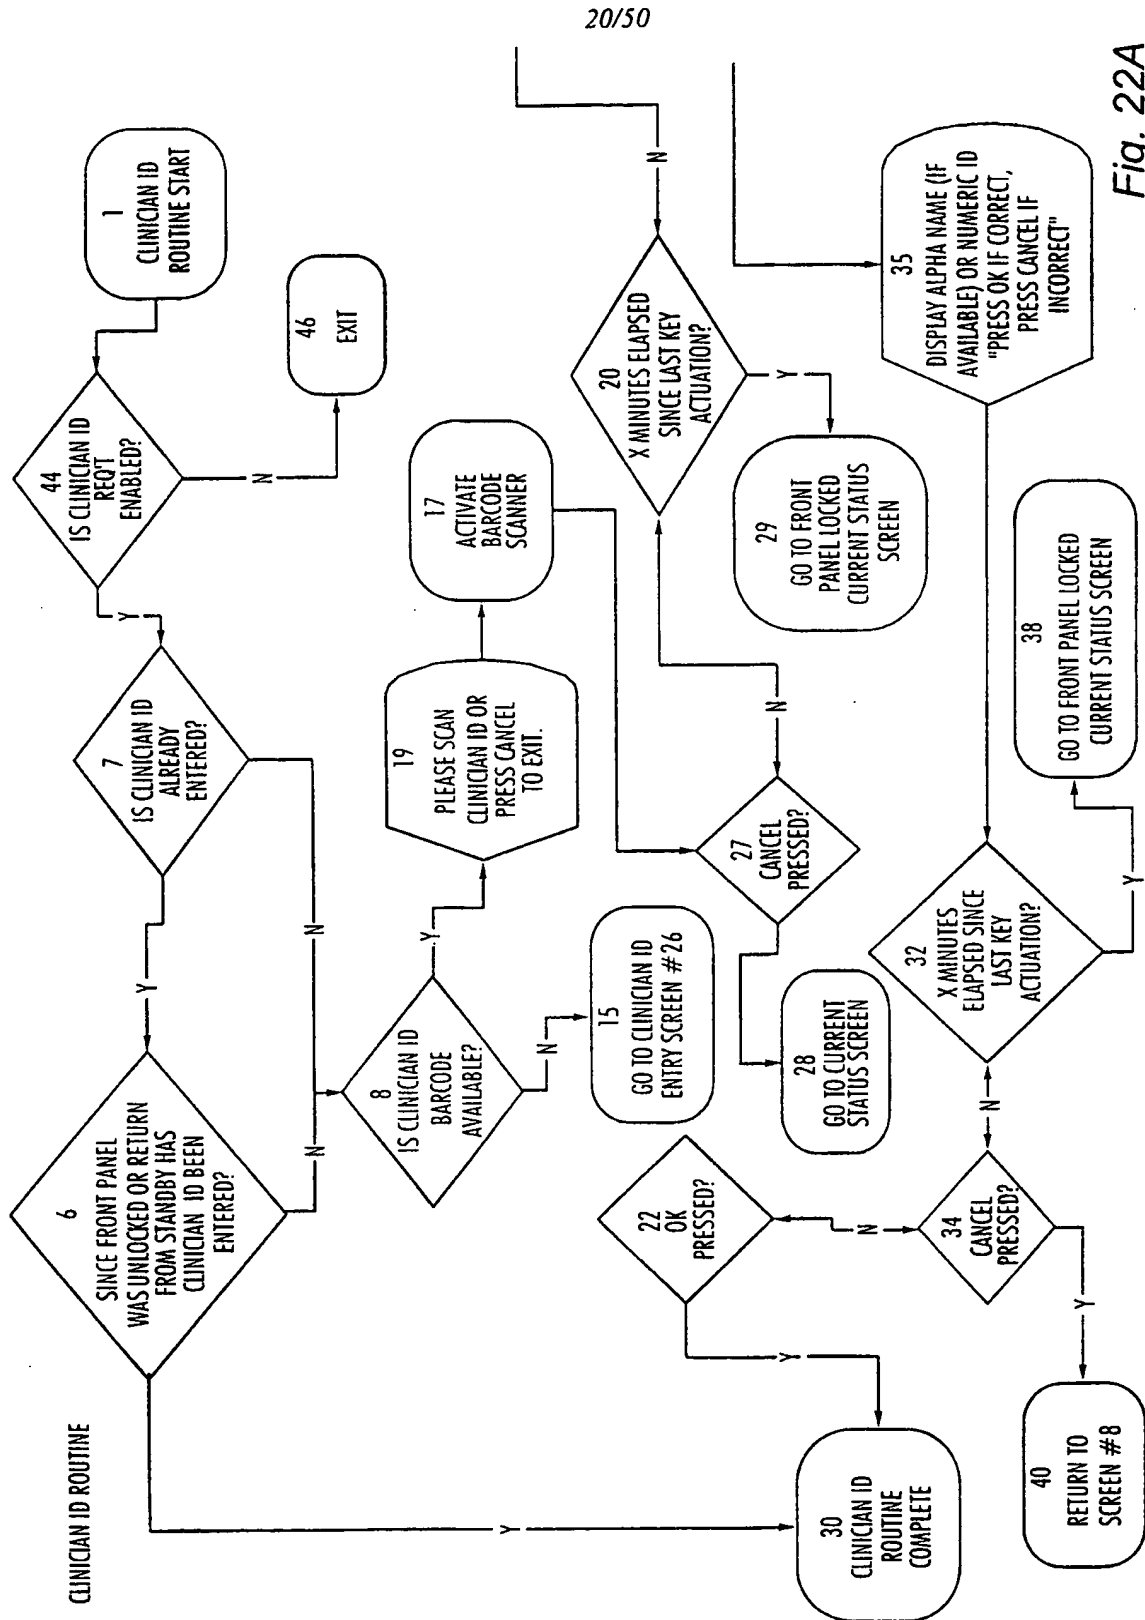 20/50
CLINICIAN ID ROUTINE
1
CLINICIAN ID
ROUTINE START
44
IS CLINICIAN ID
REQ'T
ENABLED?
N
46
EXIT
Y
7
IS CLINICIAN ID
ALREADY
ENTERED?
Y
N
6
SINCE FRONT PANEL
WAS UNLOCKED OR RETURN
FROM STANDBY HAS
CLINICIAN ID BEEN
ENTERED?
N
Y
8
IS CLINICIAN ID
BARCODE
AVAILABLE?
Y
N
19
PLEASE SCAN
CLINICIAN ID OR
PRESS CANCEL
TO EXIT.
17
ACTIVATE
BARCODE
SCANNER
15
GO TO CLINICIAN ID
ENTRY SCREEN #26
27
CANCEL
PRESSED?
N
28
GO TO CURRENT
STATUS SCREEN
20
X MINUTES ELAPSED
SINCE LAST KEY
ACTUATION?
N
Y
29
GO TO FRONT
PANEL LOCKED
CURRENT STATUS
SCREEN
35
DISPLAY ALPHA NAME (IF
AVAILABLE) OR NUMERIC ID
"PRESS OK IF CORRECT,
PRESS CANCEL IF
INCORRECT"
32
X MINUTES
ELAPSED SINCE
LAST KEY
ACTUATION?
Y
38
GO TO FRONT PANEL LOCKED
CURRENT STATUS SCREEN
N
34
CANCEL
PRESSED?
N
Y
22
OK
PRESSED?
Y
30
CLINICIAN ID
ROUTINE
COMPLETE
40
RETURN TO
SCREEN #8
Fig. 22A